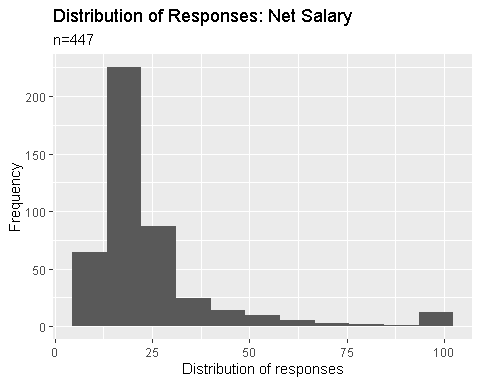 Distribution of Responses: Net Salary
n=447
Frequency
200
150
100
50
0
0 25 50 75 100
Distribution of responses